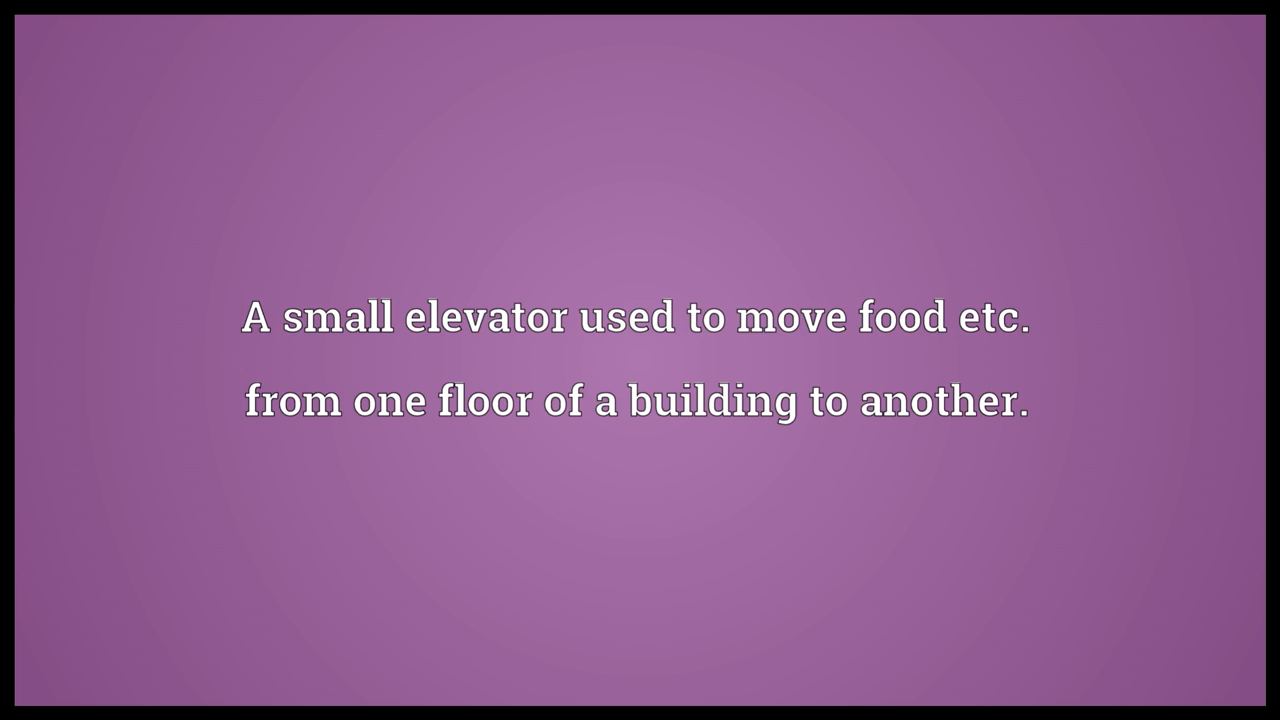 A small elevator used to move food etc.
from one floor of a building to another.